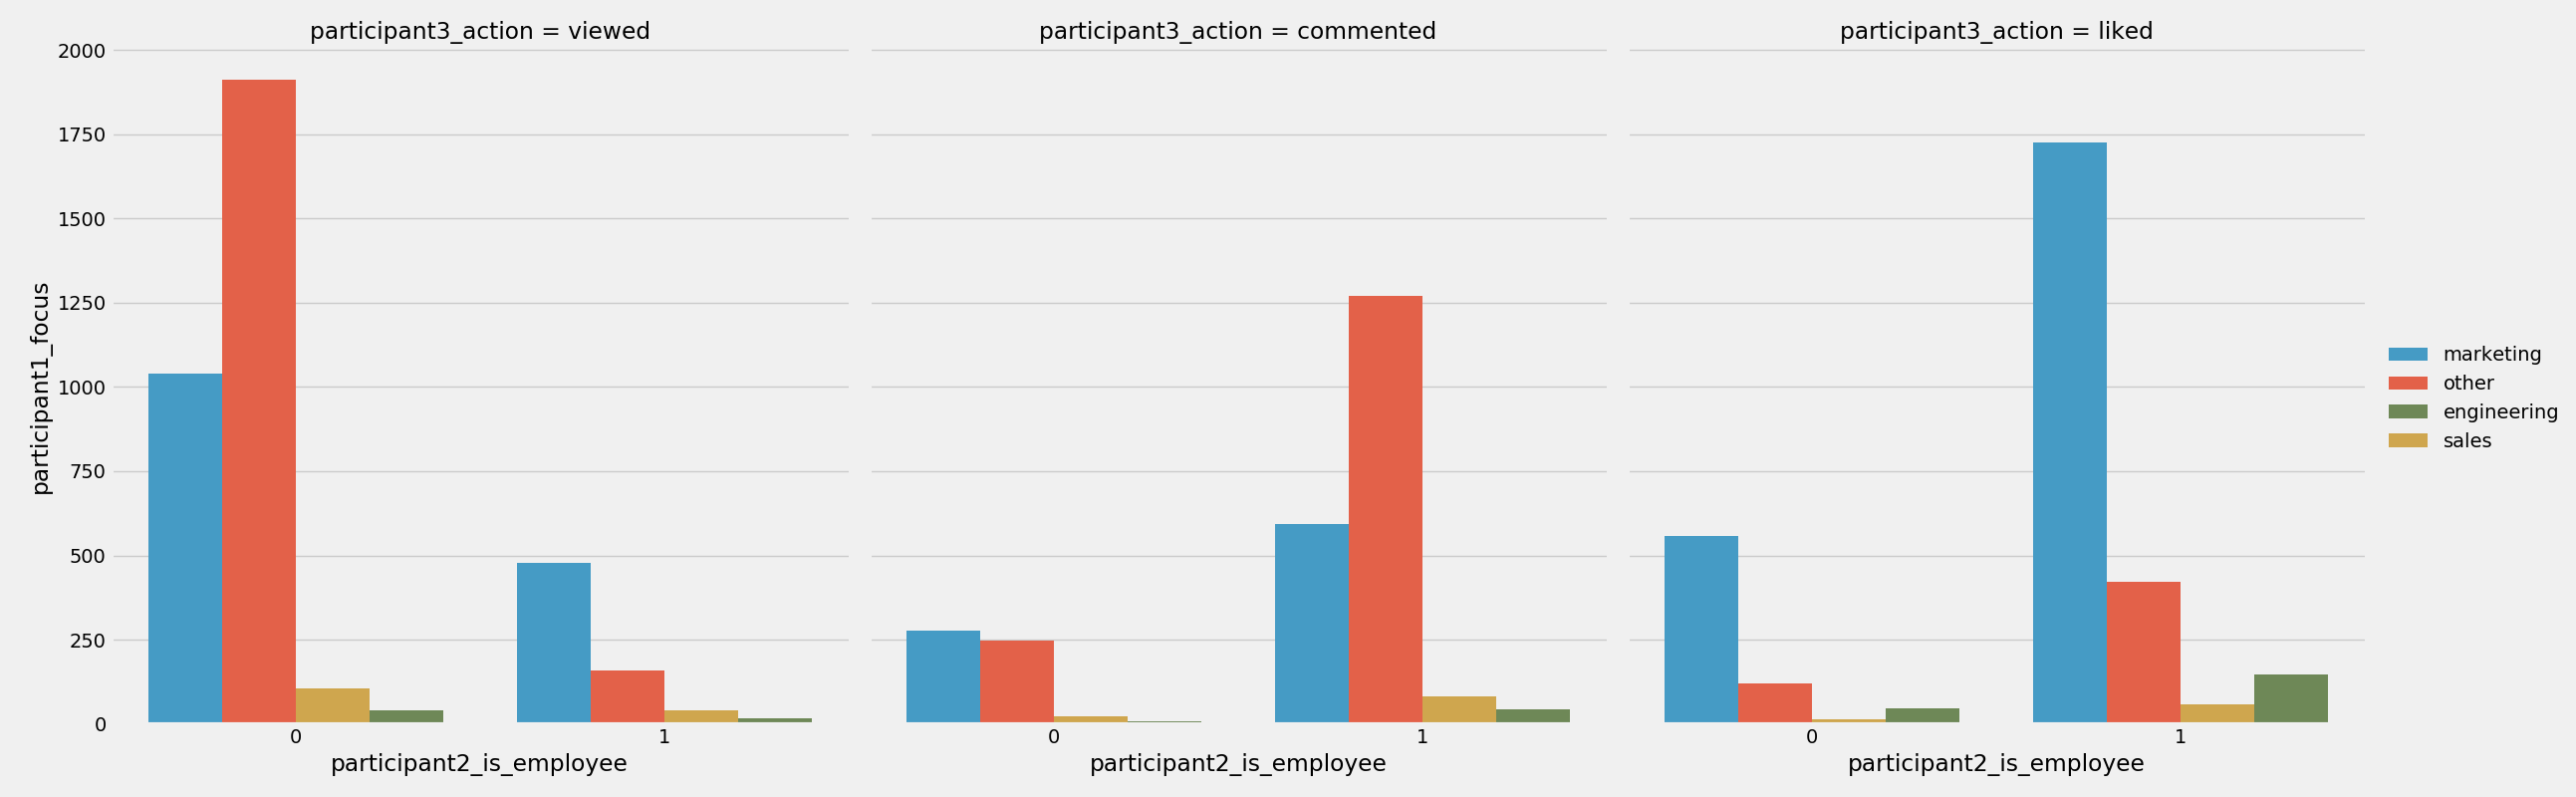 participant3_action = viewed
participant3_action = commented
participant3_action = liked
2000
1750
1500
1250
1000
750
500
250
0
participant1_focus
0 1
0 1
0 1
participant2_is_employee
participant2_is_employee
participant2_is_employee
marketing
other
engineering
sales